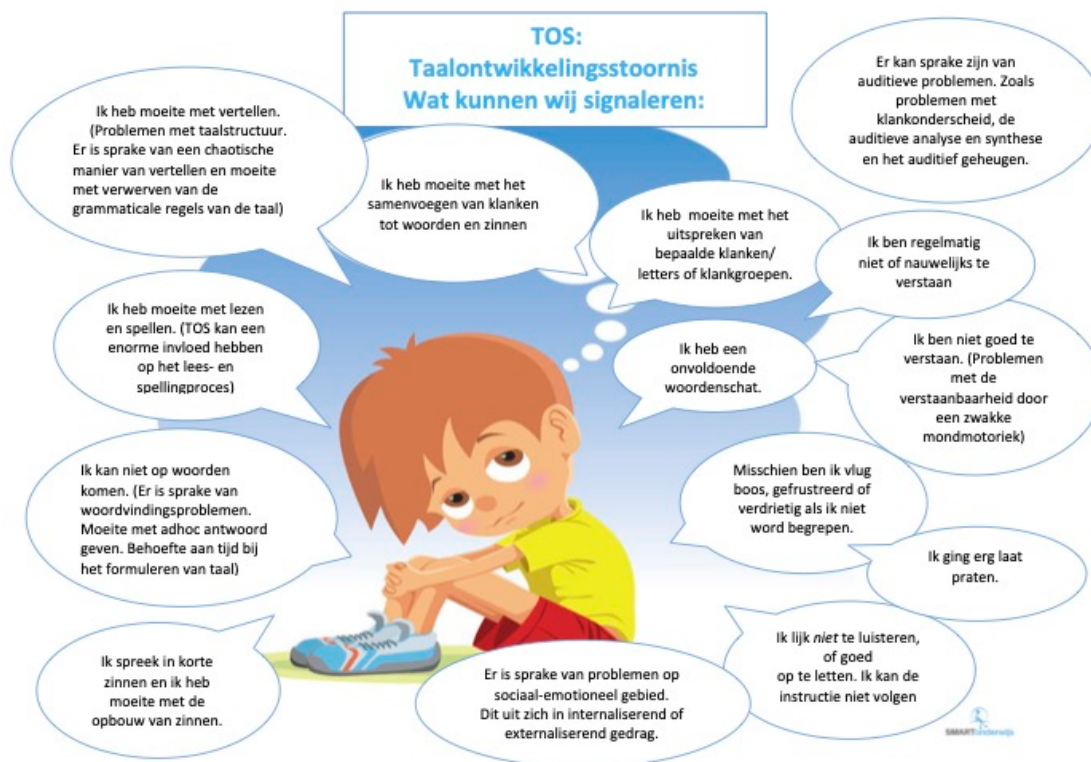 TOS:
Taalontwikkelingsstoornis
Wat kunnen wij signaleren:
Ik heb moeite met vertellen.
(Problemen met taalstructuur.
Er is sprake van een chaotische
manier van vertellen en moeite
met verwerven van de
grammaticale regels van de taal)
Ik heb moeite met het
samenvoegen van klanken
tot woorden en zinnen
Ik heb moeite met het
uitspreken van
bepaalde klanken/
letters of klankgroepen.
Er kan sprake zijn van
auditieve problemen. Zoals
problemen met
klankonderscheid, de
auditieve analyse en synthese
en het auditief geheugen.
Ik ben regelmatig
niet of nauwelijks te
verstaan
Ik heb moeite met lezen
en spellen. (TOS kan een
enorme invloed hebben
op het lees- en
spellingproces)
Ik heb een
onvoldoende
woordenschat.
Ik ben niet goed te
verstaan. (Problemen
met de
verstaanbaarheid door
een zwakke
mondmotoriek)
Ik kan niet op woorden
komen. (Er is sprake van
woordvindingsproblemen.
Moeite met adhoc antwoord
geven. Behoefte aan tijd bij
het formuleren van taal)
Misschien ben ik vlug
boos, gefrustreerd of
verdrietig als ik niet
word begrepen.
Ik ging erg laat
praten.
Ik spreek in korte
zinnen en ik heb
moeite met de
opbouw van zinnen.
Er is sprake van problemen op
sociaal-emotioneel gebied.
Dit uit zich in internaliserend of
externaliserend gedrag.
Ik lijk niet te luisteren,
of goed
op te letten. Ik kan de
instructie niet volgen
SMARTonderwijs